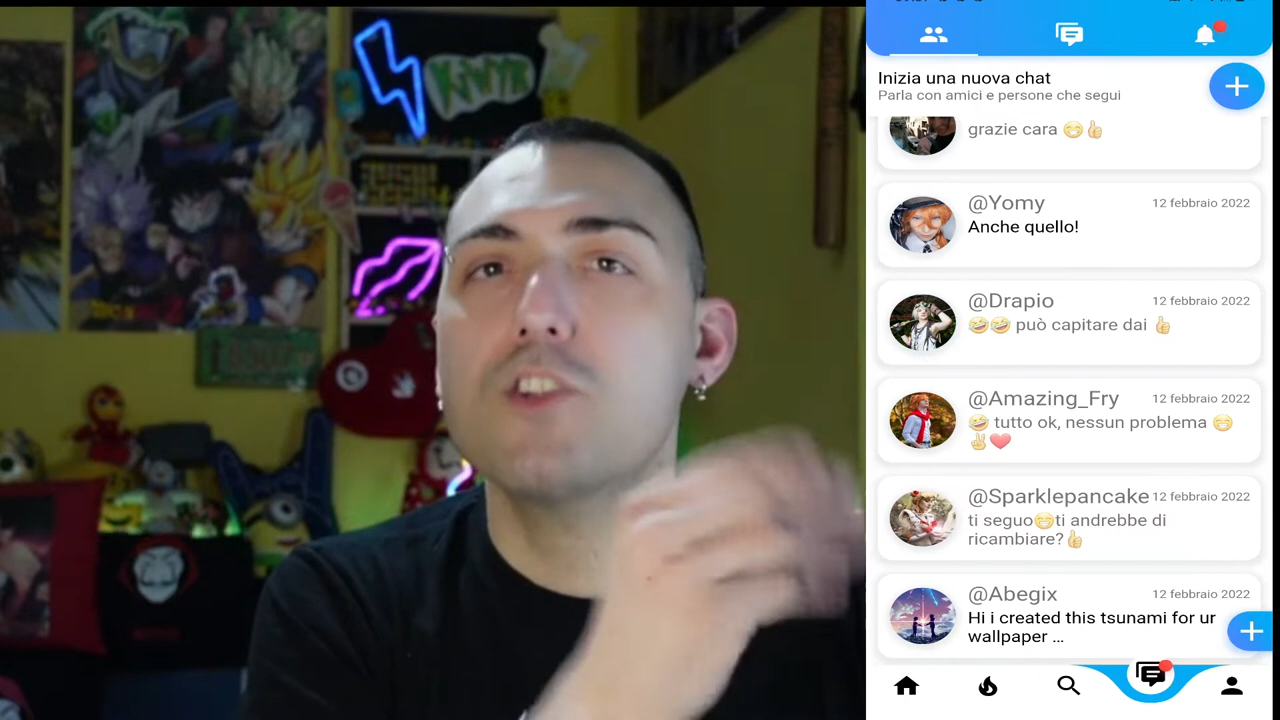 Inizia una nuova chat
Parla con amici e persone che segui
grazie cara 😁👍
@Yomy 12 febbraio 2022
Anche quello!
@Drapio 12 febbraio 2022
🤣🤣 può capitare dai 👍
@Amazing_Fry 12 febbraio 2022
🤣 tutto ok, nessun problema 😁
✌❤
@Sparklepancake 12 febbraio 2022
ti seguo😁ti andrebbe di
ricambiare?👍
@Abegix 12 febbraio 2022
Hi i created this tsunami for ur
wallpaper ...